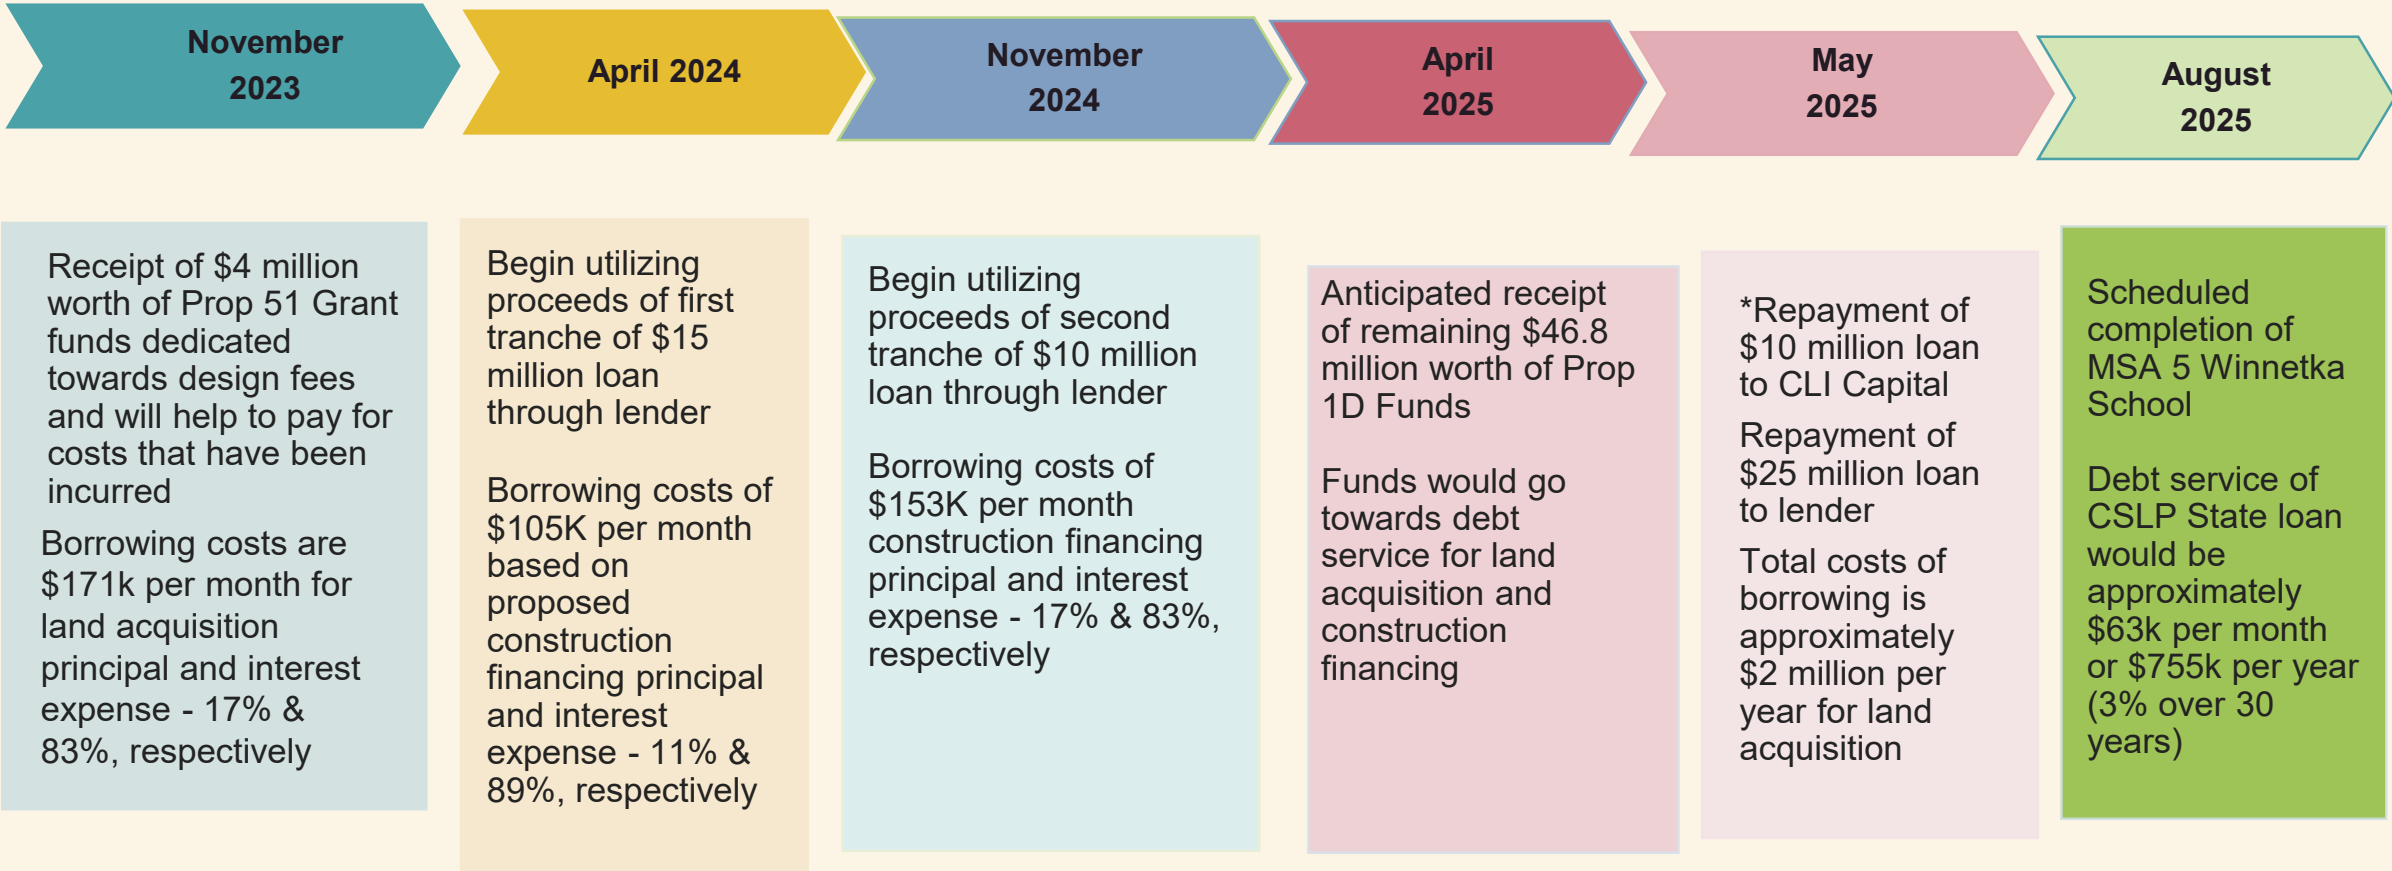 November
2023
April 2024
November
2024
April
2025
May
2025
August
2025
Receipt of $4 million
worth of Prop 51 Grant
funds dedicated
towards design fees
and will help to pay for
costs that have been
incurred
Borrowing costs are
$171k per month for
land acquisition
principal and interest
expense - 17% &
83%, respectively
Begin utilizing
proceeds of first
tranche of $15
million loan
through lender
Borrowing costs of
$105K per month
based on
proposed
construction
financing principal
and interest
expense - 11% &
89%, respectively
Begin utilizing
proceeds of second
tranche of $10 million
loan through lender
Borrowing costs of
$153K per month
construction financing
principal and interest
expense - 17% & 83%,
respectively
Anticipated receipt
of remaining $46.8
million worth of Prop
1D Funds
Funds would go
towards debt
service for land
acquisition and
construction
financing
*Repayment of
$10 million loan
to CLI Capital
Repayment of
$25 million loan
to lender
Total costs of
borrowing is
approximately
$2 million per
year for land
acquisition
Scheduled
completion of
MSA 5 Winnetka
School
Debt service of
CSLP State loan
would be
approximately
$63k per month
or $755k per year
(3% over 30
years)